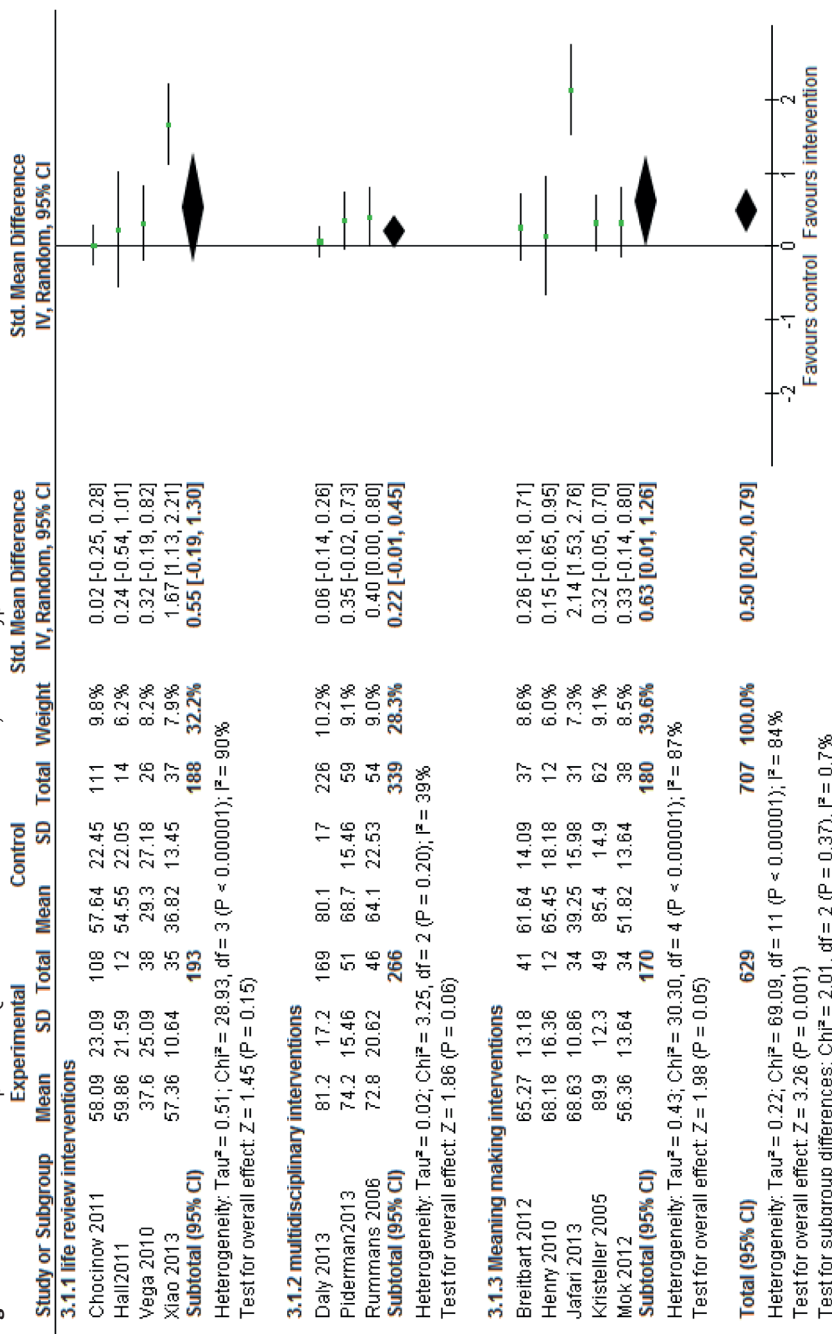 Experimental Control Std. Mean Difference Std. Mean Difference
Study or Subgroup Mean SD Total Mean SD Total Weight IV, Random, 95% CI IV, Random, 95% CI
3.1.1 life review interventions
Chocinov 2011 58.09 23.09 108 57.64 22.45 111 9.8% 0.02 [-0.25, 0.28]
Hall2011 59.86 21.59 12 54.55 22.05 14 6.2% 0.24 [-0.54, 1.01]
Vega 2010 37.6 25.09 38 29.3 27.18 26 8.2% 0.32 [-0.19, 0.82]
Xiao 2013 57.36 10.64 35 36.82 13.45 37 7.9% 1.67 [1.13, 2.21]
Subtotal (95% CI) 193 188 32.2% 0.55 [-0.19, 1.30]
Heterogeneity: Tau² = 0.51; Chi² = 28.93, df = 3 (P < 0.00001); I² = 90%
Test for overall effect: Z = 1.45 (P = 0.15)
3.1.2 multidisciplinary interventions
Daly 2013 81.2 17.2 169 80.1 17 226 10.2% 0.06 [-0.14, 0.26]
Piderman2013 74.2 15.46 51 68.7 15.46 59 9.1% 0.35 [-0.02, 0.73]
Rummans 2006 72.8 20.62 46 64.1 22.53 54 9.0% 0.40 [0.00, 0.80]
Subtotal (95% CI) 266 339 28.3% 0.22 [-0.01, 0.45]
Heterogeneity: Tau² = 0.02; Chi² = 3.25, df = 2 (P = 0.20); I² = 39%
Test for overall effect: Z = 1.86 (P = 0.06)
3.1.3 Meaning making interventions
Breitbart 2012 65.27 13.18 41 61.64 14.09 37 8.6% 0.26 [-0.18, 0.71]
Henry 2010 68.18 16.36 12 65.45 18.18 12 6.0% 0.15 [-0.65, 0.95]
Jafari 2013 68.63 10.86 34 39.25 15.98 31 7.3% 2.14 [1.53, 2.76]
Kristeller 2005 89.9 12.3 49 85.4 14.9 62 9.1% 0.32 [-0.05, 0.70]
Mok 2012 56.36 13.64 34 51.82 13.64 38 8.5% 0.33 [-0.14, 0.80]
Subtotal (95% CI) 170 180 39.6% 0.63 [0.01, 1.26]
Heterogeneity: Tau² = 0.43; Chi² = 30.30, df = 4 (P < 0.00001); I² = 87%
Test for overall effect: Z = 1.98 (P = 0.05)
Total (95% CI) 629 707 100.0% 0.50 [0.20, 0.79]
Heterogeneity: Tau² = 0.22; Chi² = 69.09, df = 11 (P < 0.00001); I² = 84%
Test for overall effect: Z = 3.26 (P = 0.001)
Test for subgroup differences: Chi² = 2.01, df = 2 (P = 0.37), I² = 0.7%
-2 -1 0 1 2
Favours control Favours intervention